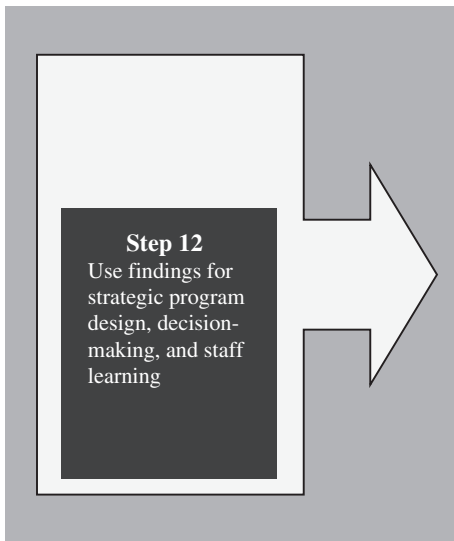 Step 12
Use findings for
strategic program
design, decision-
making, and staff
learning